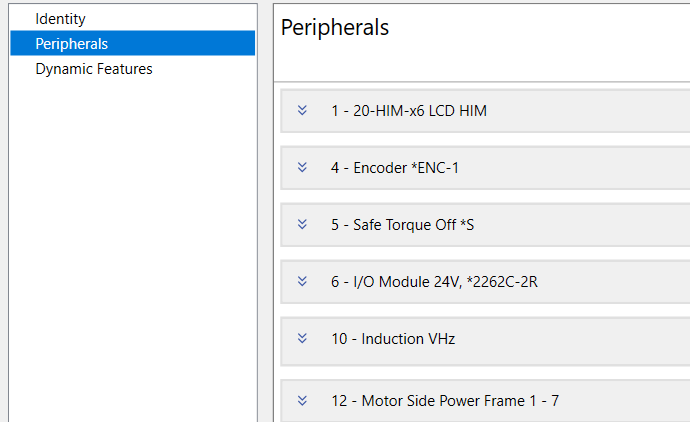 Identity
Peripherals
Dynamic Features
Peripherals
1 - 20-HIM-x6 LCD HIM
4 - Encoder *ENC-1
5 - Safe Torque Off *S
6 - I/O Module 24V, *2262C-2R
10 - Induction VHz
12 - Motor Side Power Frame 1 - 7